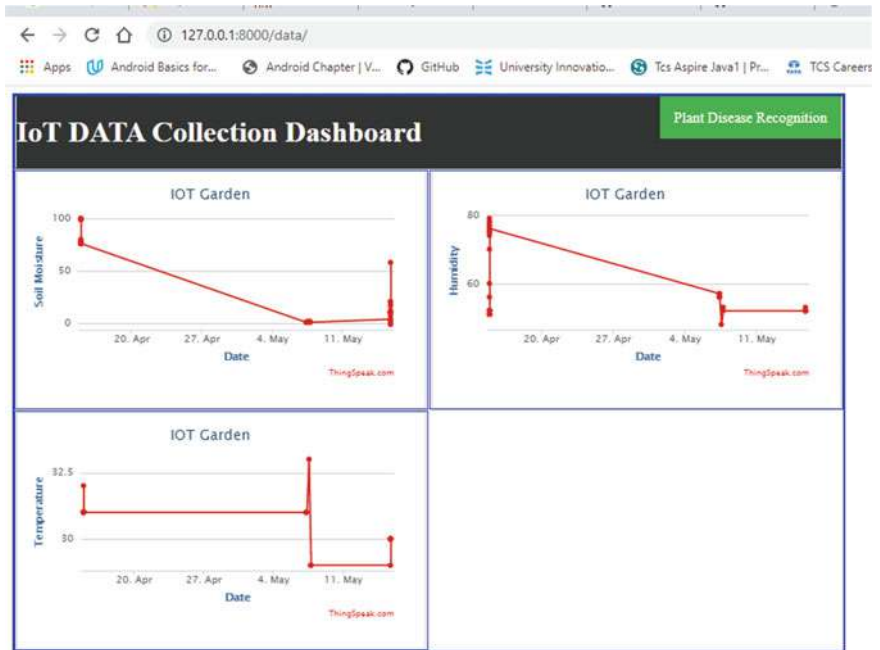 127.0.0.1:8000/data/
Apps
Android Basics for...
Android Chapter | V...
GitHub
University Innovatio...
Tcs Aspire Java1 | Pr...
TCS Careers
IoT DATA Collection Dashboard
Plant Disease Recognition
IOT Garden
Soil Moisture
100
50
0
20. Apr 27. Apr 4. May 11. May
Date
ThingSpeak.com
IOT Garden
Humidity
80
60
20. Apr 27. Apr 4. May 11. May
Date
ThingSpeak.com
IOT Garden
Temperature
32.5
30
20. Apr 27. Apr 4. May 11. May
Date
ThingSpeak.com